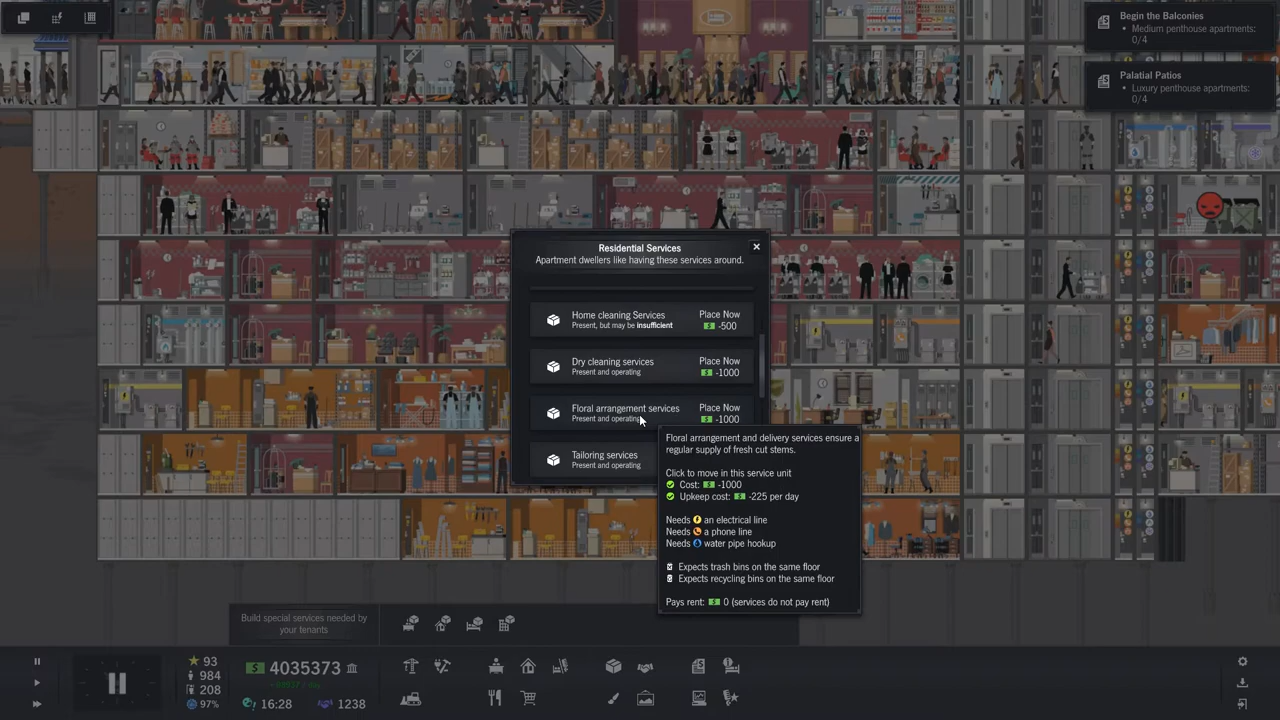 Begin the Balconies
• Medium penthouse apartments: 0/4
Palatial Patios
• Luxury penthouse apartments: 0/4
Residential Services
Apartment dwellers like having these services around.
Home cleaning Services
Present, but may be insufficient
Place Now
-500
Dry cleaning services
Present and operating
Place Now
-1000
Floral arrangement services
Present and operating
Place Now
-1000
Tailoring services
Present and operating
Floral arrangement and delivery services ensure a
regular supply of fresh cut stems.
Click to move in this service unit
Cost: $ -1000
Upkeep cost: $ -225 per day
Needs an electrical line
Needs a phone line
Needs water pipe hookup
Expects trash bins on the same floor
Expects recycling bins on the same floor
Pays rent: $ 0 (services do not pay rent)
Build special services needed by
your tenants
93
984
208
97%
4035373
16:28
1238